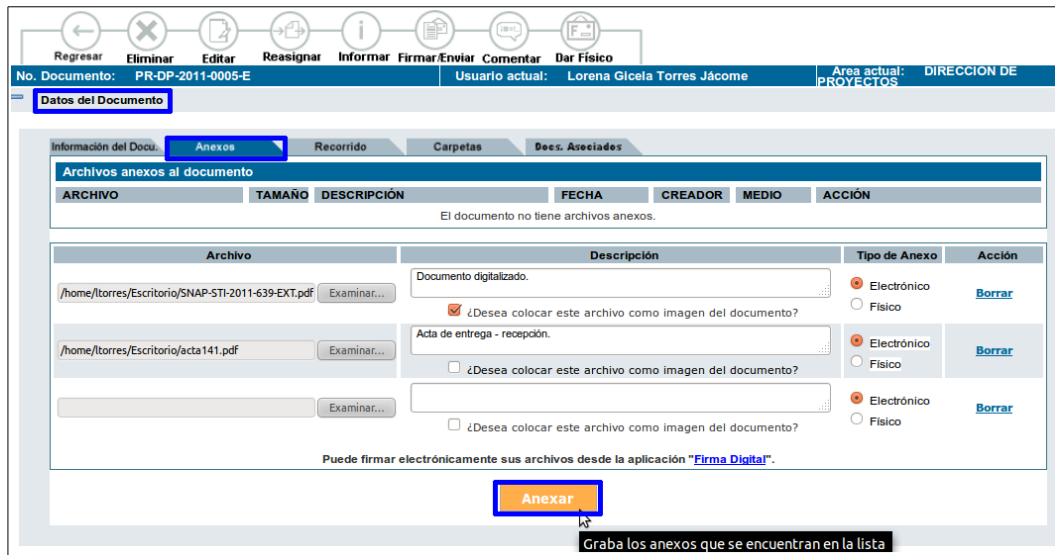 Regresar Eliminar Editar Reasignar Informar Firmar/Enviar Comentar Dar Físico
No. Documento: PR-DP-2011-0005-E Usuario actual: Lorena Gicela Torres Jácome Area actual: DIRECCION DE PROYECTOS
Datos del Documento
Información del Docu. Anexos Recorrido Carpetas Docs. Asociados
Archivos anexos al documento
ARCHIVO TAMAÑO DESCRIPCIÓN FECHA CREADOR MEDIO ACCIÓN
El documento no tiene archivos anexos.
Archivo Descripción Tipo de Anexo Acción
/home/ltorres/Escritorio/SNAP-STI-2011-639-EXT.pdf Examinar... Documento digitalizado. Electrónico Borrar
¿Desea colocar este archivo como imagen del documento? Físico
/home/ltorres/Escritorio/acta141.pdf Examinar... Acta de entrega - recepción. Electrónico Borrar
¿Desea colocar este archivo como imagen del documento? Físico
Examinar... Electrónico Borrar
¿Desea colocar este archivo como imagen del documento? Físico
Puede firmar electrónicamente sus archivos desde la aplicación "Firma Digital".
Anexar
Graba los anexos que se encuentran en la lista